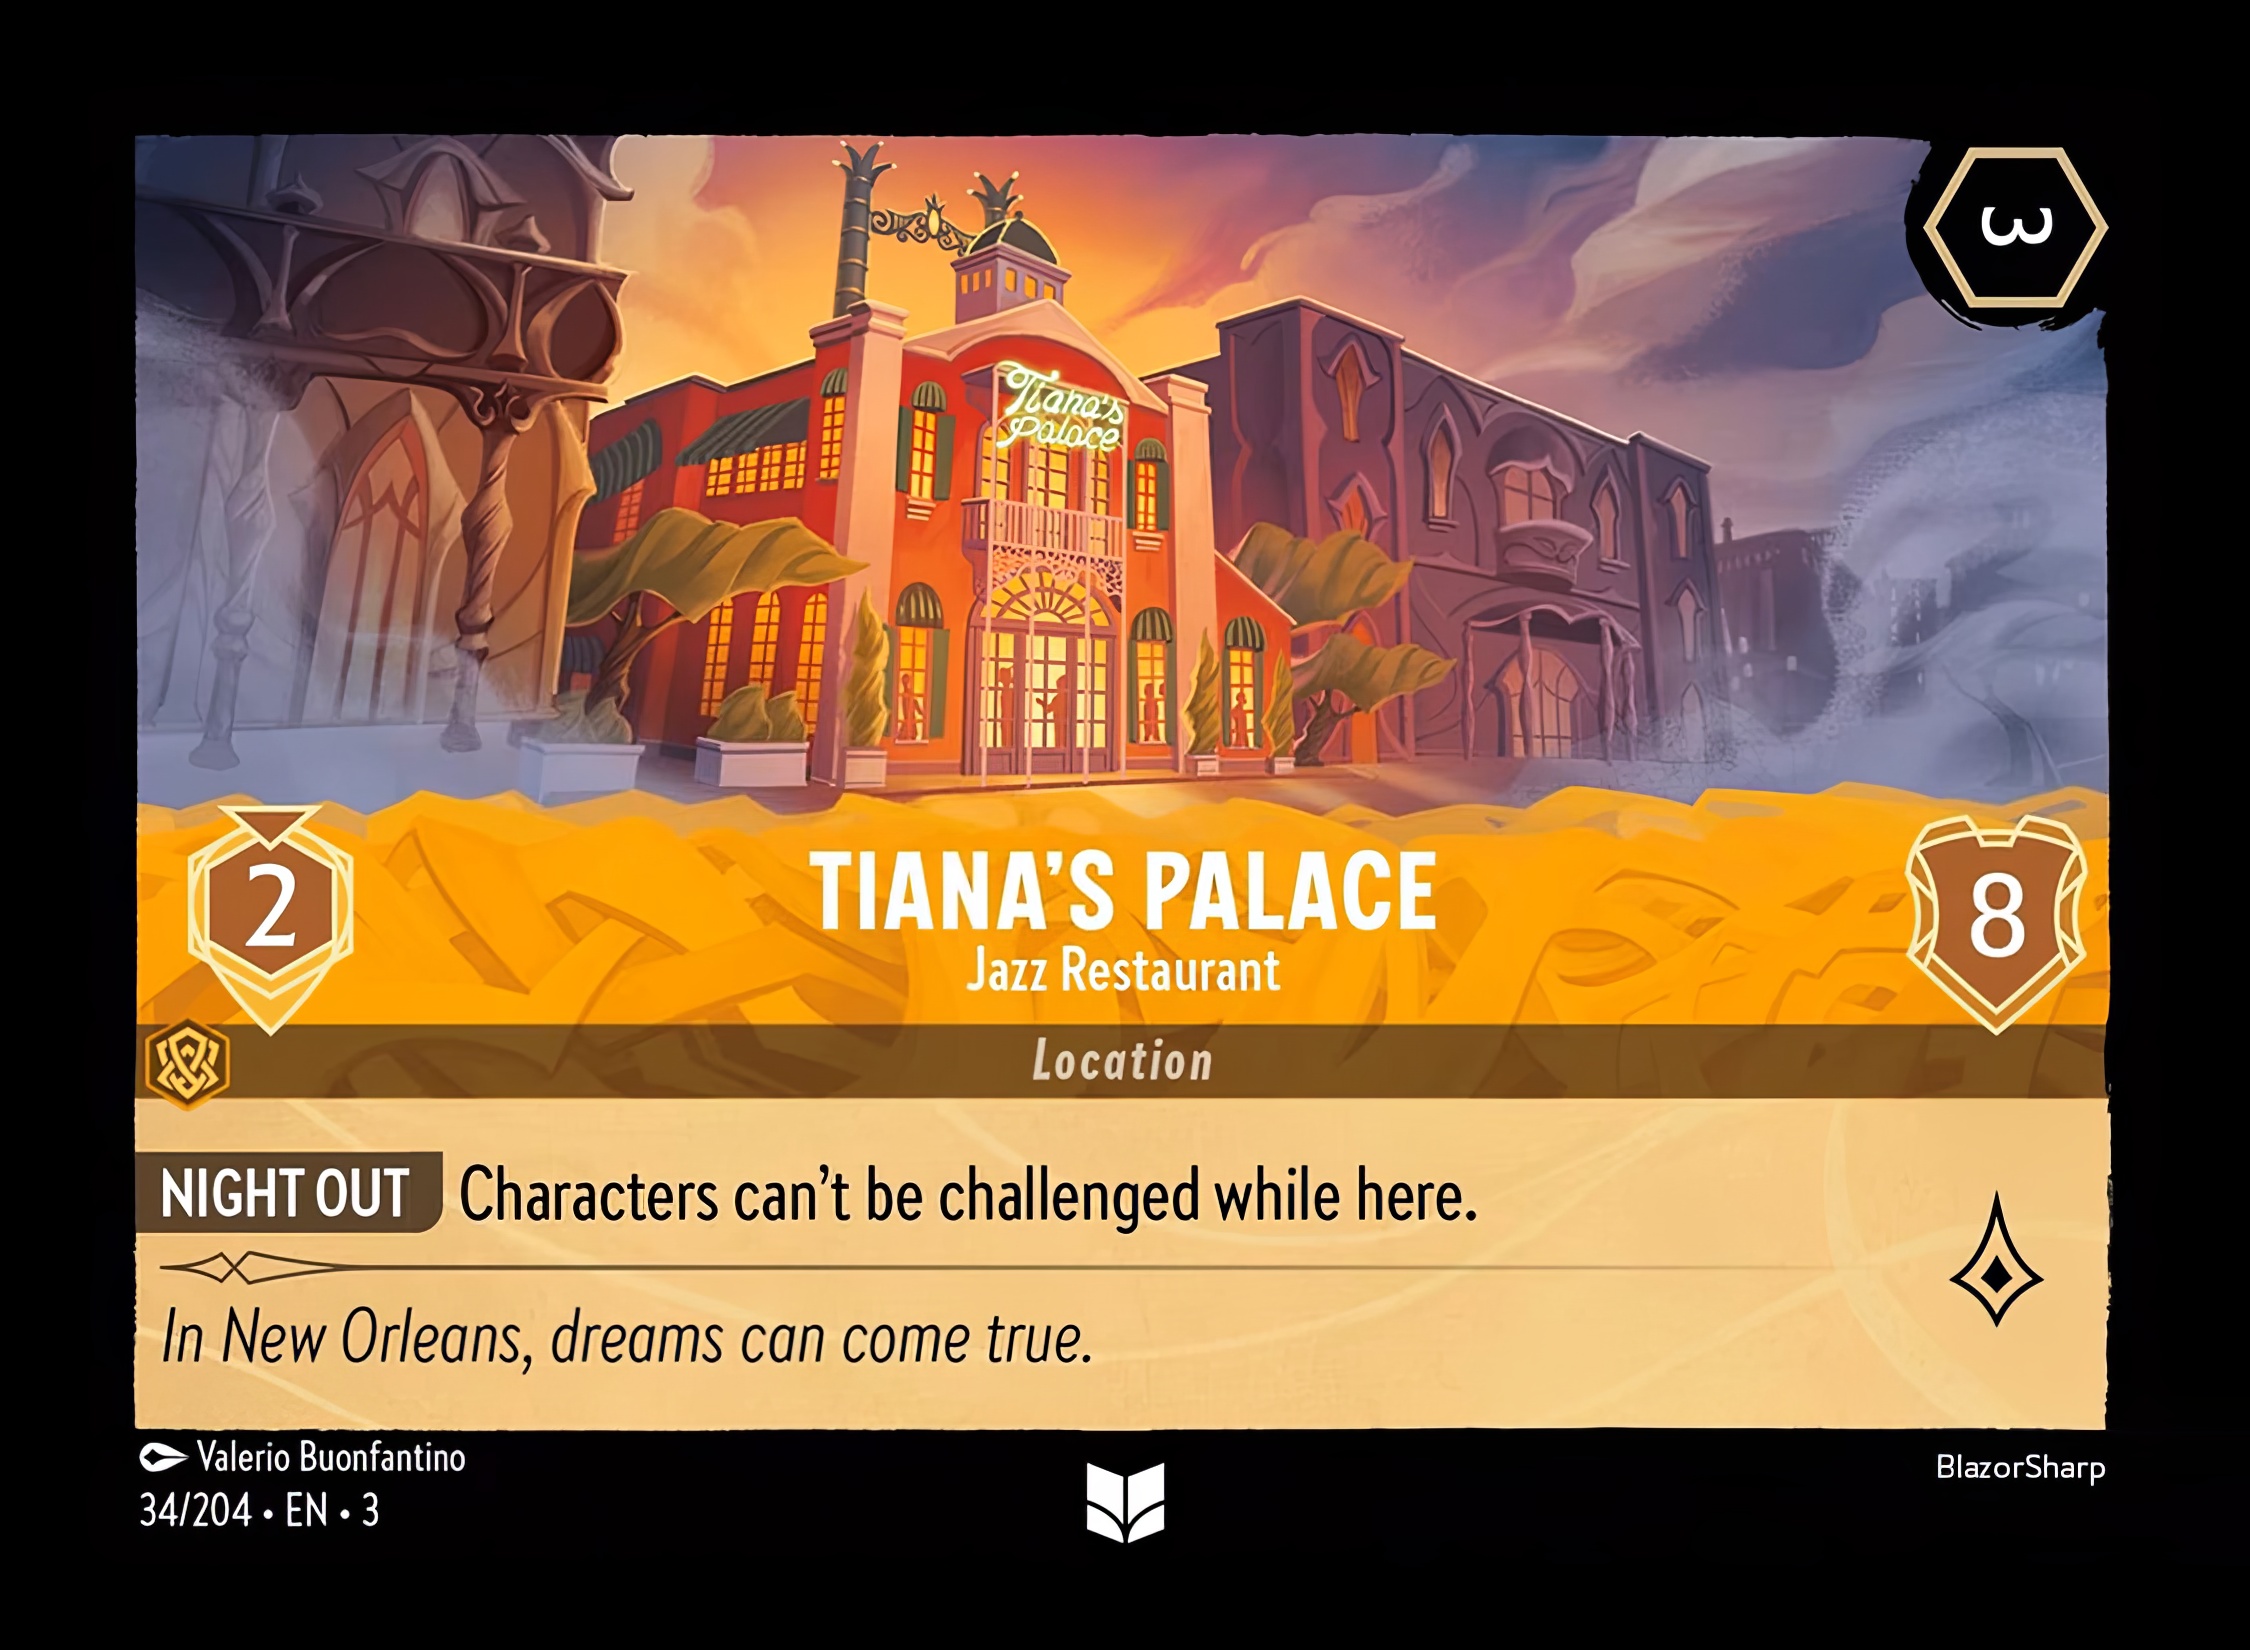 3
Tiana's
Palace
2
TIANA'S PALACE
8
Jazz Restaurant
Location
NIGHT OUT Characters can't be challenged while here.
In New Orleans, dreams can come true.
Valerio Buonfantino
BlazorSharp
34/204 • EN • 3